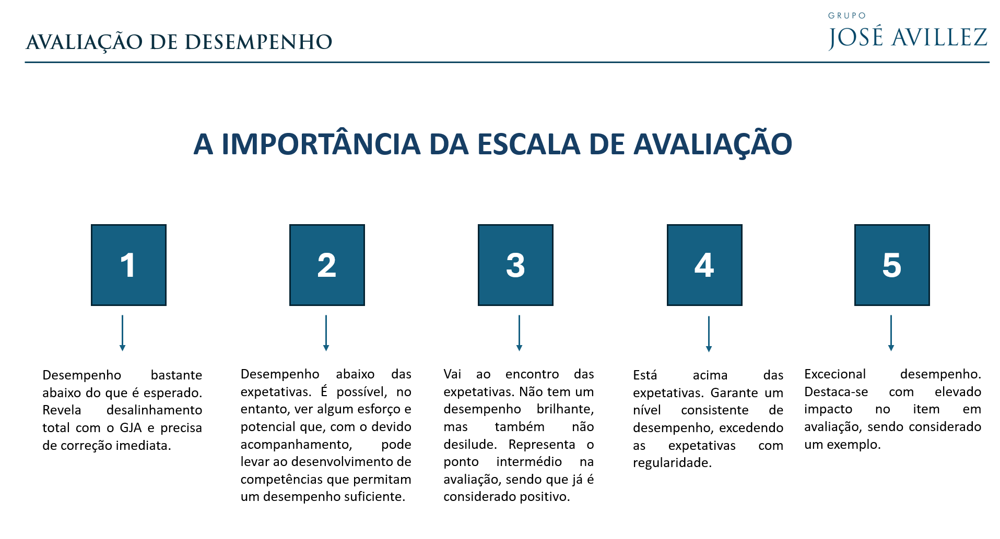 AVALIAÇÃO DE DESEMPENHO
GRUPO
JOSÉ AVILLEZ
A IMPORTÂNCIA DA ESCALA DE AVALIAÇÃO
1
Desempenho bastante
abaixo do que é esperado.
Revela desalinhamento
total com o GJA e precisa
de correção imediata.
2
Desempenho abaixo das
expetativas. É possível, no
entanto, ver algum esforço e
potencial que, com o devido
acompanhamento, pode
levar ao desenvolvimento de
competências que permitam
um desempenho suficiente.
3
Vai ao encontro das
expetativas. Não tem um
desempenho brilhante,
mas também não
desilude. Representa o
ponto intermédio na
avaliação, sendo que já é
considerado positivo.
4
Está acima das
expetativas. Garante um
nível consistente de
desempenho, excedendo
as expetativas com
regularidade.
5
Excecional desempenho.
Destaca-se com elevado
impacto no item em
avaliação, sendo considerado
um exemplo.